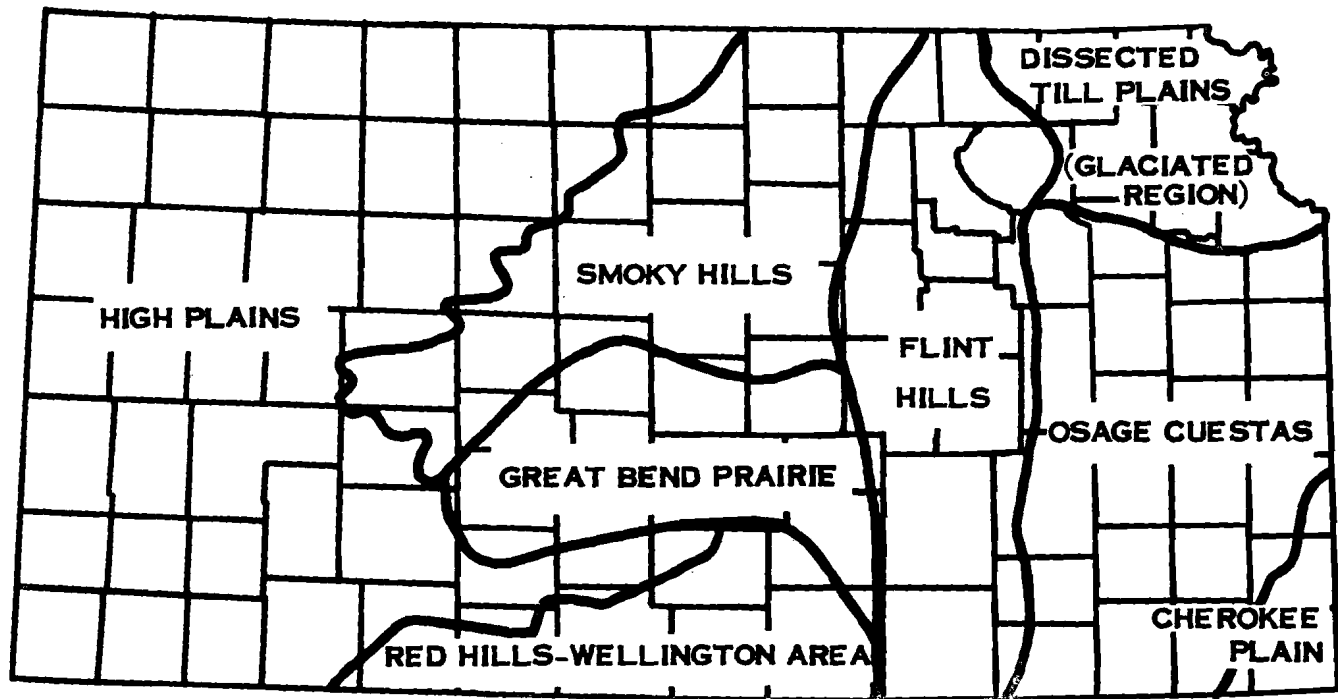 DISSECTED
TILL PLAINS
(GLACIATED
REGION)
SMOKY HILLS
HIGH PLAINS
FLINT
HILLS
OSAGE CUESTAS
GREAT BEND PRAIRIE
CHEROKEE
PLAIN
RED HILLS-WELLINGTON AREA